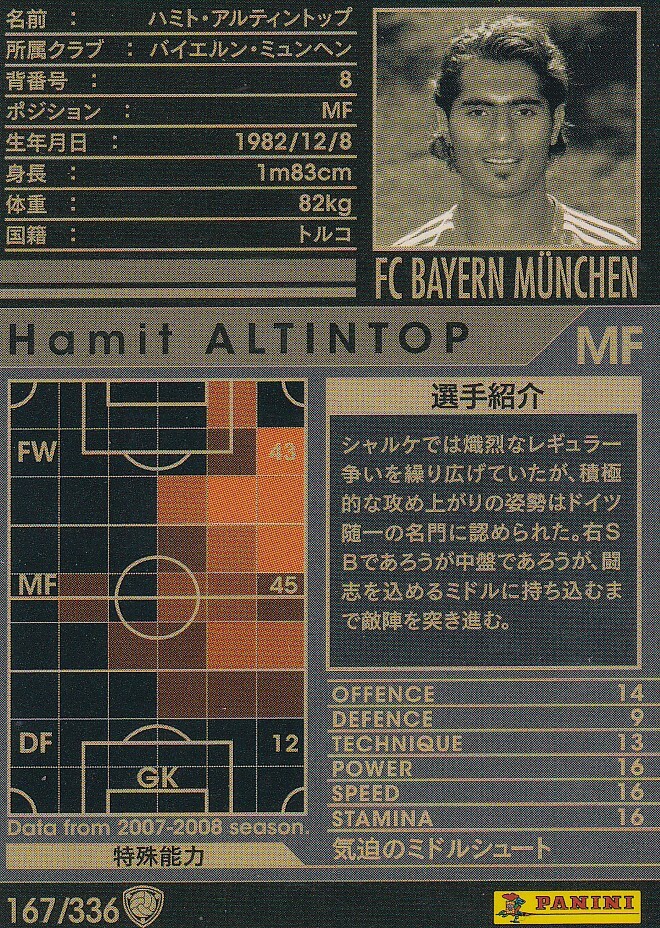 名前 : ハミト・アルティントップ
所属クラブ : バイエルン・ミュンヘン
背番号 : 8
ポジション : MF
生年月日 : 1982/12/8
身長 : 1m83cm
体重 : 82kg
国籍 : トルコ
FC BAYERN MÜNCHEN
Hamit ALTINTOP
MF
FW 43
MF 45
DF 12
GK
Data from 2007-2008 season.
特殊能力
選手紹介
シャルケでは熾烈なレギュラー
争いを繰り広げていたが、積極
的な攻め上がりの姿勢はドイツ
随一の名門に認められた。右S
Bであろうが中盤であろうが、闘
志を込めるミドルに持ち込むま
で敵陣を突き進む。
OFFENCE 14
DEFENCE 9
TECHNIQUE 13
POWER 16
SPEED 16
STAMINA 16
気迫のミドルシュート
167/336
PANINI